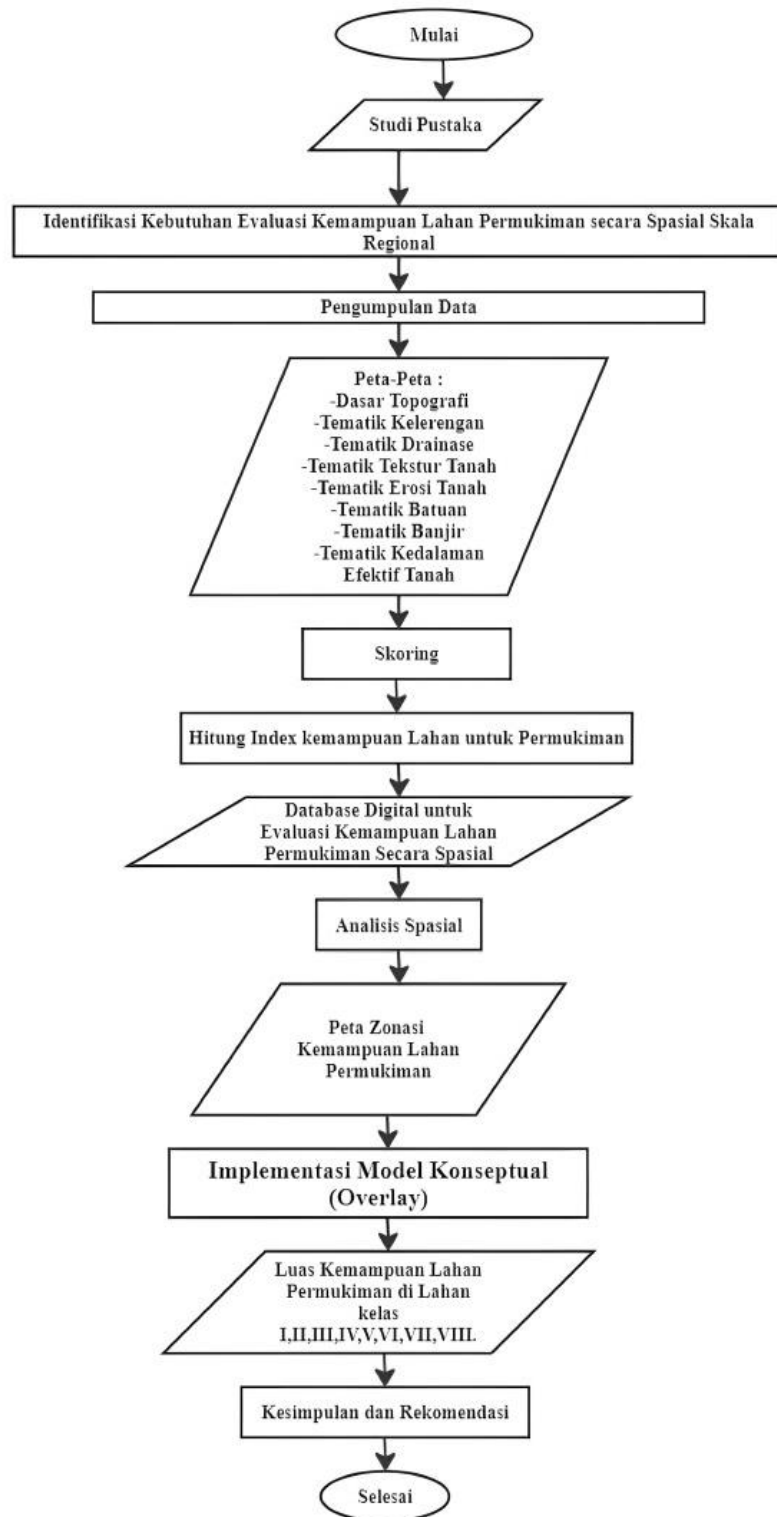 Mulai
Studi Pustaka
Identifikasi Kebutuhan Evaluasi Kemampuan Lahan Permukiman secara Spasial Skala
Regional
Pengumpulan Data
Peta-Peta :
-Dasar Topografi
-Tematik Kelerengan
-Tematik Drainase
-Tematik Tekstur Tanah
-Tematik Erosi Tanah
-Tematik Batuan
-Tematik Banjir
-Tematik Kedalaman
Efektif Tanah
Skoring
Hitung Index kemampuan Lahan untuk Permukiman
Database Digital untuk
Evaluasi Kemampuan Lahan
Permukiman Secara Spasial
Analisis Spasial
Peta Zonasi
Kemampuan Lahan
Permukiman
Implementasi Model Konseptual
(Overlay)
Luas Kemampuan Lahan
Permukiman di Lahan
kelas
I,II,III,IV,V,VI,VII,VIII.
Kesimpulan dan Rekomendasi
Selesai